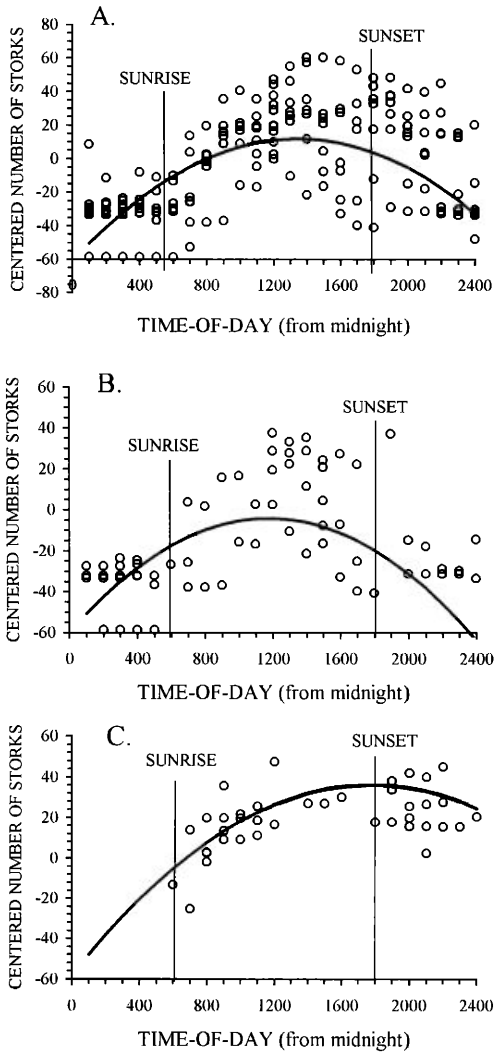 A.
CENTERED NUMBER OF STORKS
80
60
40
20
0
-20
-40
-60
-80
SUNRISE
SUNSET
0 400 800 1200 1600 2000 2400
TIME-OF-DAY (from midnight)
B.
CENTERED NUMBER OF STORKS
60
40
20
0
-20
-40
-60
SUNRISE
SUNSET
0 400 800 1200 1600 2000 2400
TIME-OF-DAY (from midnight)
C.
CENTERED NUMBER OF STORKS
60
40
20
0
-20
-40
-60
SUNRISE
SUNSET
0 400 800 1200 1600 2000 2400
TIME-OF-DAY (from midnight)